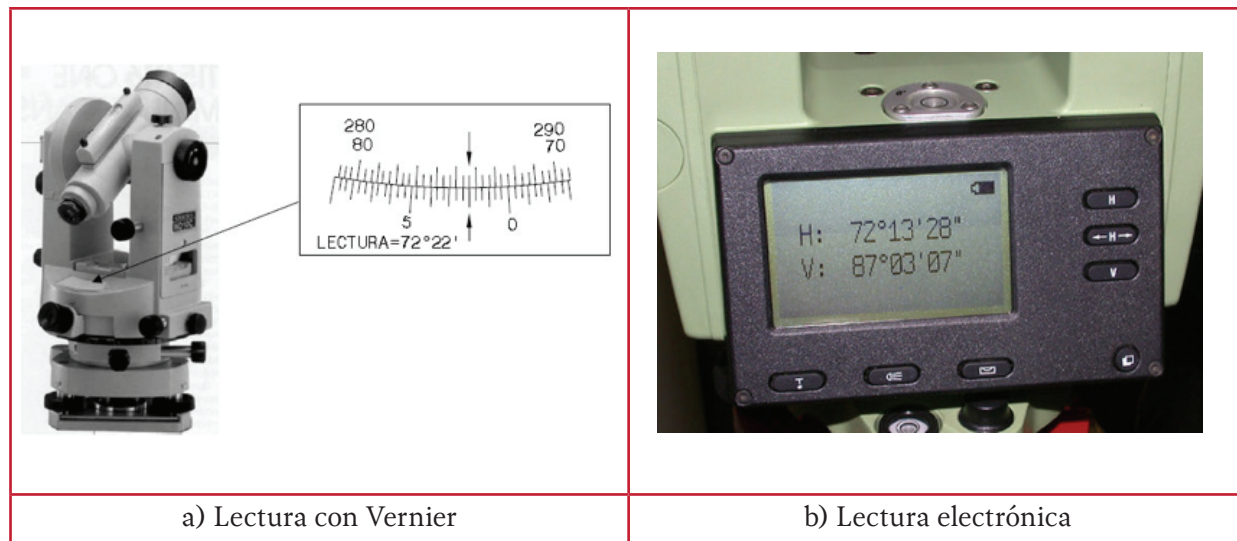 280 290
80 70
5 0
LECTURA=72°22'
H: 72°13'28"
V: 87°03'07"
H
←H→
V
a) Lectura con Vernier
b) Lectura electrónica